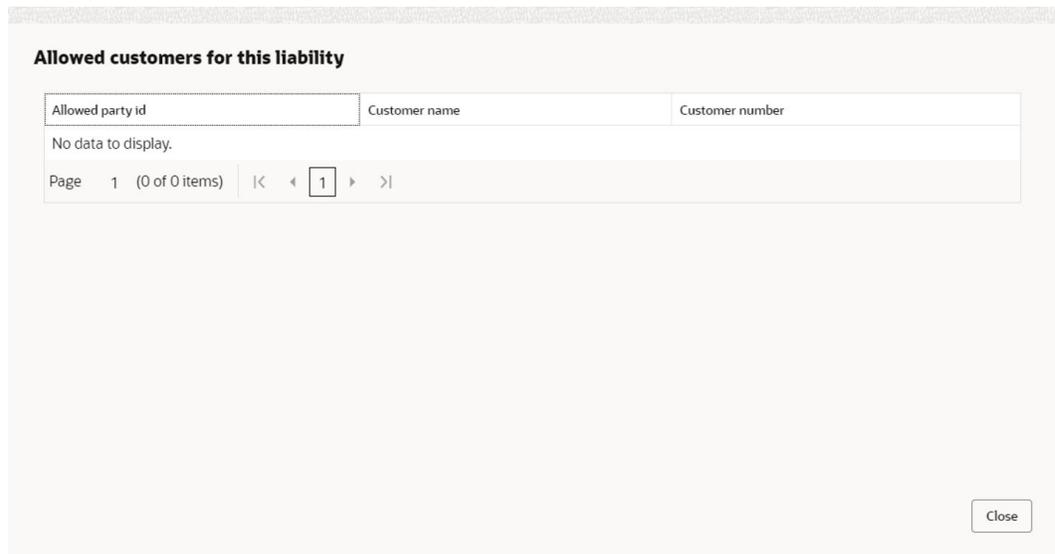 Allowed customers for this liability
Allowed party id Customer name Customer number
No data to display.
Page 1 (0 of 0 items) 1
Close